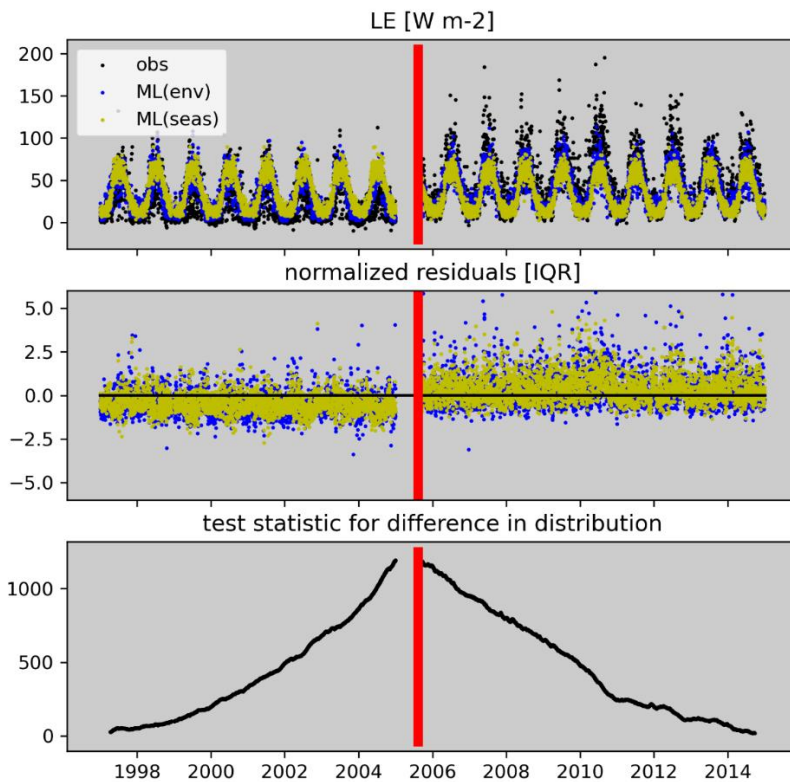 LE [W m-2]
200
150
100
50
0
obs
ML(env)
ML(seas)
normalized residuals [IQR]
5.0
2.5
0.0
−2.5
−5.0
test statistic for difference in distribution
1000
500
0
1998 2000 2002 2004 2006 2008 2010 2012 2014